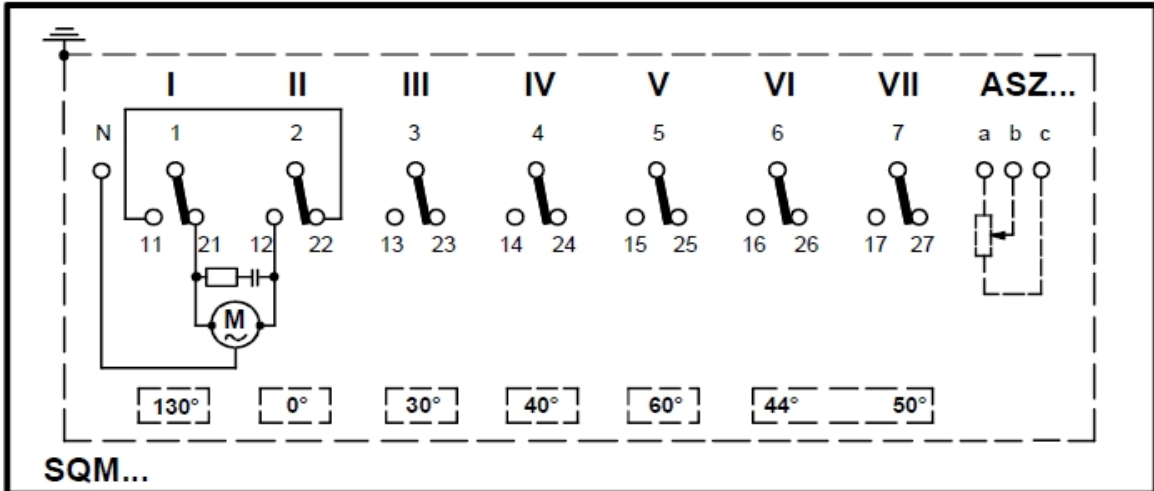 I II III IV V VI VII ASZ...
N 1 2 3 4 5 6 7 a b c
11 21 12 22 13 23 14 24 15 25 16 26 17 27
M
130° 0° 30° 40° 60° 44° 50°
SQM...